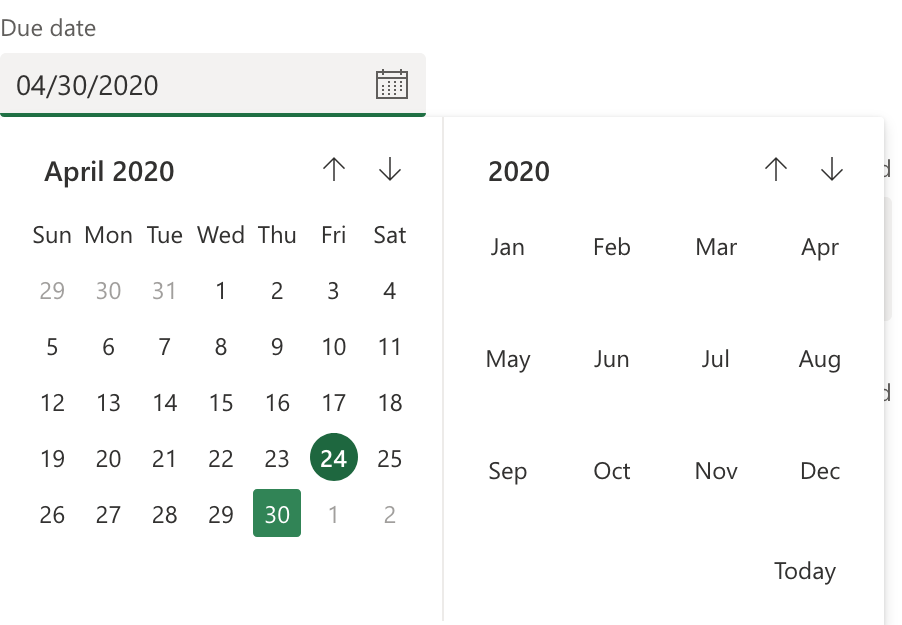 Due date
04/30/2020
April 2020
Sun Mon Tue Wed Thu Fri Sat
29 30 31 1 2 3 4
5 6 7 8 9 10 11
12 13 14 15 16 17 18
19 20 21 22 23 24 25
26 27 28 29 30 1 2
2020
Jan Feb Mar Apr
May Jun Jul Aug
Sep Oct Nov Dec
Today